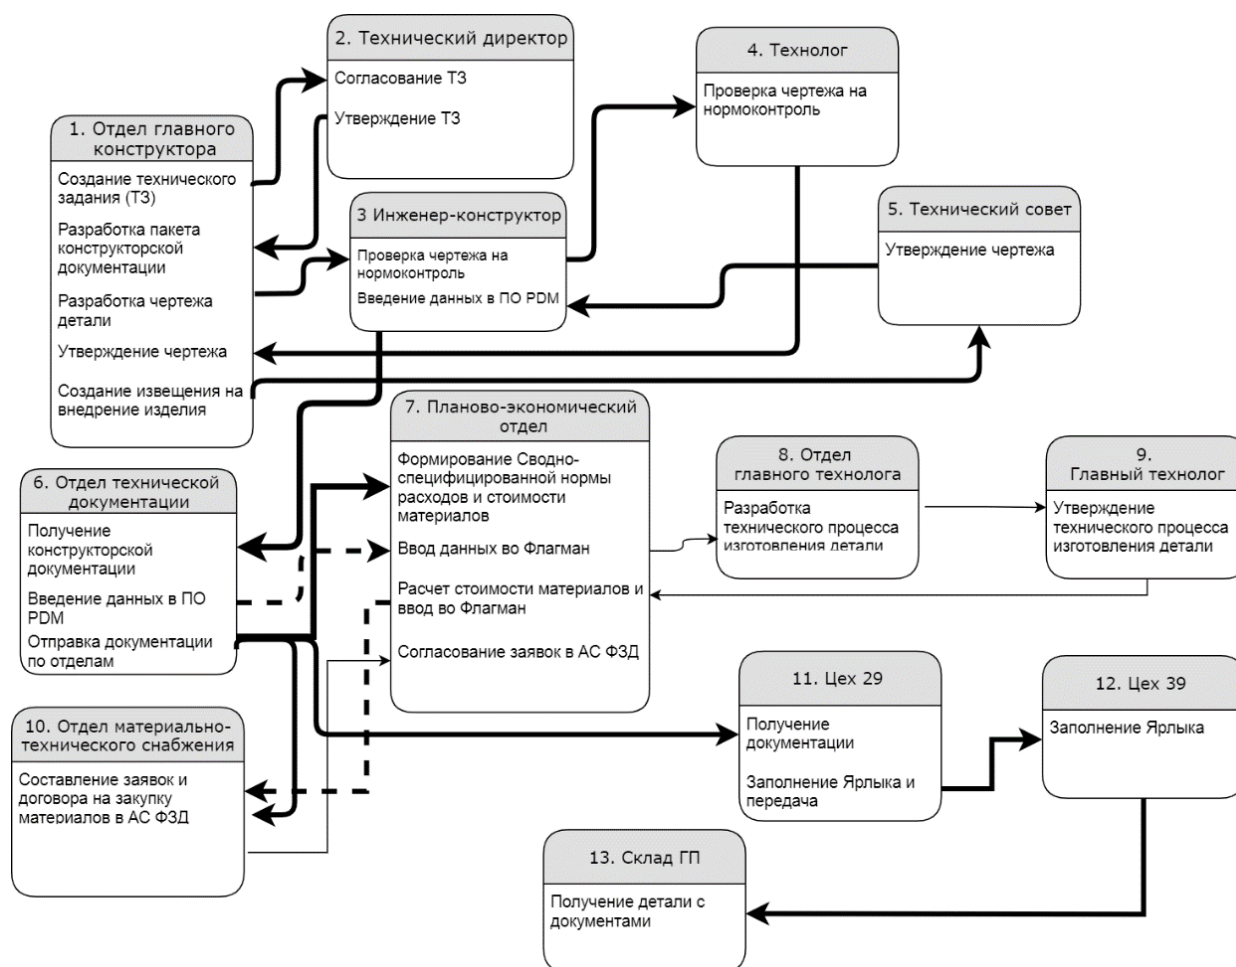 1. Отдел главного
конструктора
Создание технического
задания (ТЗ)
Разработка пакета
конструкторской
документации
Разработка чертежа
детали
Утверждение чертежа
Создание извещения на
внедрение изделия
2. Технический директор
Согласование ТЗ
Утверждение ТЗ
3 Инженер-конструктор
Проверка чертежа на
нормоконтроль
Введение данных в ПО PDM
4. Технолог
Проверка чертежа на
нормоконтроль
5. Технический совет
Утверждение чертежа
6. Отдел технической
документации
Получение
конструкторской
документации
Введение данных в ПО
PDM
Отправка документации
по отделам
7. Планово-экономический
отдел
Формирование Сводно-
специфицированной нормы
расходов и стоимости
материалов
Ввод данных во Флагман
Расчет стоимости материалов и
ввод во Флагман
Согласование заявок в АС ФЗД
8. Отдел
главного технолога
Разработка
технического процесса
изготовления детали
9.
Главный технолог
Утверждение
технического процесса
изготовления детали
10. Отдел материально-
технического снабжения
Составление заявок и
договора на закупку
материалов в АС ФЗД
11. Цех 29
Получение
документации
Заполнение Ярлыка и
передача
12. Цех 39
Заполнение Ярлыка
13. Склад ГП
Получение детали с
документами